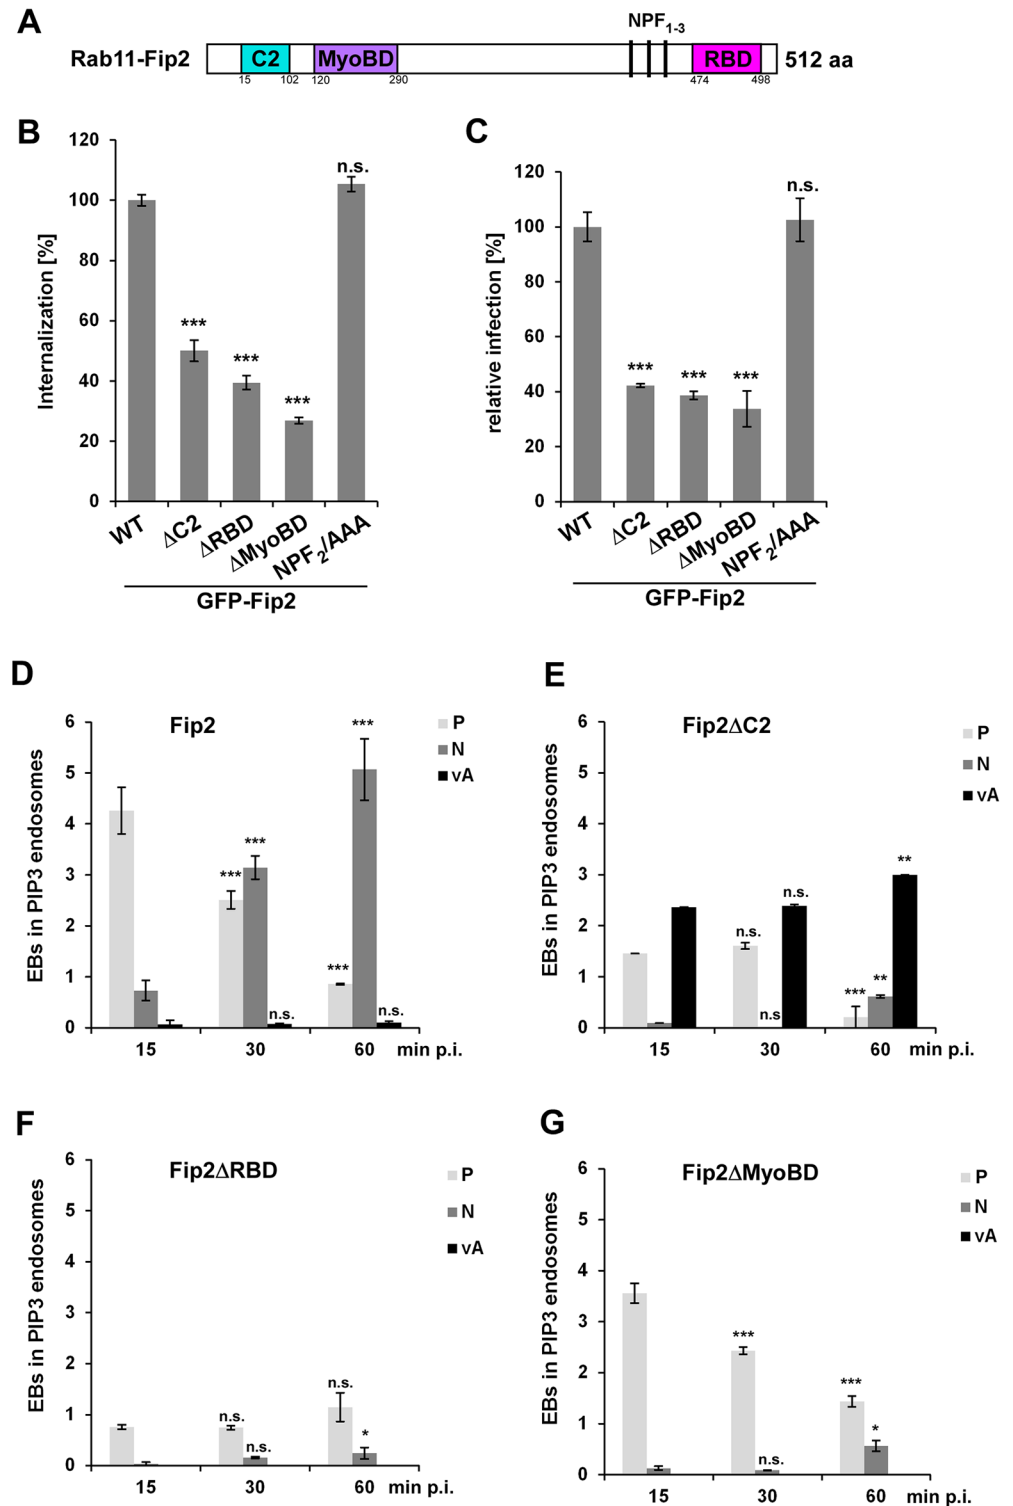 A
NPF1-3
Rab11-Fip2
C2
MyoBD
RBD
512 aa
15
102
120
290
474
498
B
Internalization [%]
120
100
80
60
40
20
0
***
***
***
n.s.
WT
ΔC2
ΔRBD
ΔMyoBD
NPF2/AAA
GFP-Fip2
C
relative infection [%]
120
100
80
60
40
20
0
***
***
***
n.s.
WT
ΔC2
ΔRBD
ΔMyoBD
NPF2/AAA
GFP-Fip2
D
Fip2
EBs in PIP3 endosomes
6
5
4
3
2
1
0
P
N
vA
***
***
n.s.
***
***
n.s.
15 30 60 min p.i.
E
Fip2ΔC2
EBs in PIP3 endosomes
6
5
4
3
2
1
0
P
N
vA
n.s.
n.s
n.s.
***
**
**
15 30 60 min p.i.
F
Fip2ΔRBD
EBs in PIP3 endosomes
6
5
4
3
2
1
0
P
N
vA
n.s.
n.s.
n.s.
*
15 30 60 min p.i.
G
Fip2ΔMyoBD
EBs in PIP3 endosomes
6
5
4
3
2
1
0
P
N
vA
***
n.s.
***
*
15 30 60 min p.i.